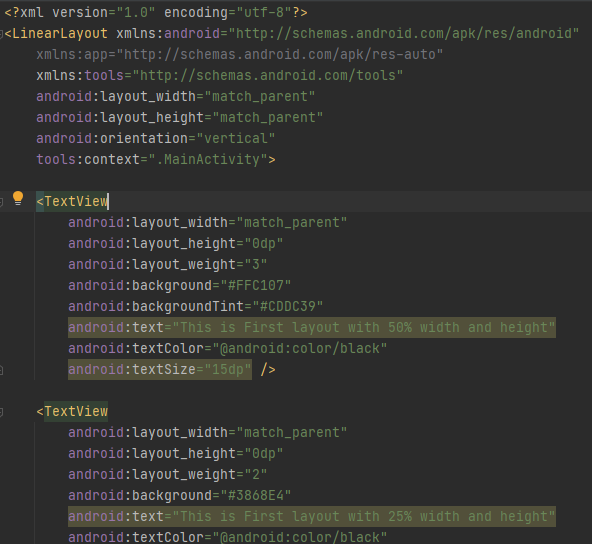 <?xml version="1.0" encoding="utf-8"?>
<LinearLayout xmlns:android="http://schemas.android.com/apk/res/android"
xmlns:app="http://schemas.android.com/apk/res-auto"
xmlns:tools="http://schemas.android.com/tools"
android:layout_width="match_parent"
android:layout_height="match_parent"
android:orientation="vertical"
tools:context=".MainActivity">
<TextView
android:layout_width="match_parent"
android:layout_height="0dp"
android:layout_weight="3"
android:background="#FFC107"
android:backgroundTint="#CDDC39"
android:text="This is First layout with 50% width and height"
android:textColor="@android:color/black"
android:textSize="15dp" />
<TextView
android:layout_width="match_parent"
android:layout_height="0dp"
android:layout_weight="2"
android:background="#3868E4"
android:text="This is First layout with 25% width and height"
android:textColor="@android:color/black"